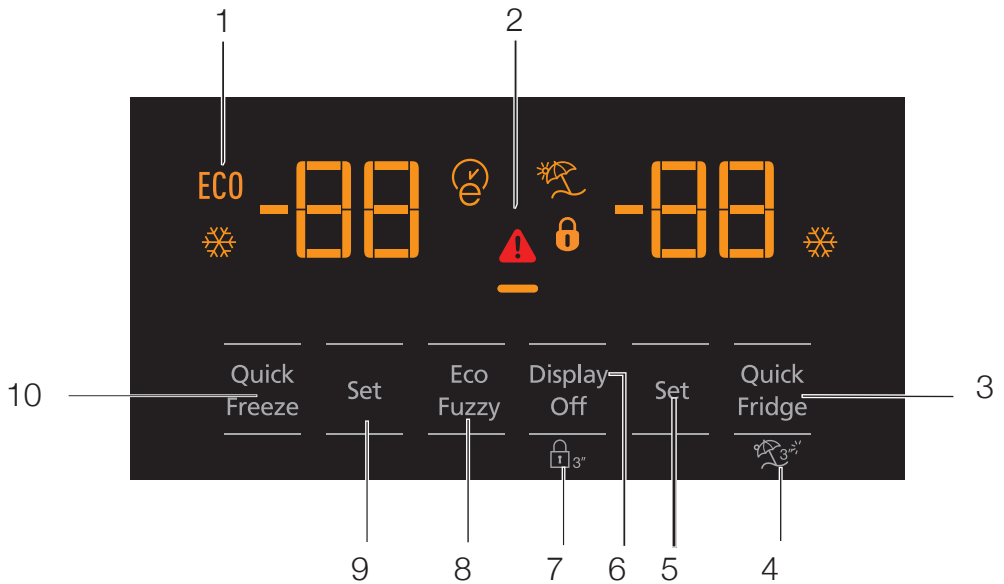 1 2
ECO -88 -88
10 Quick Freeze Set Eco Fuzzy Display Off Set Quick Fridge 3
3" 3"
9 8 7 6 5 4